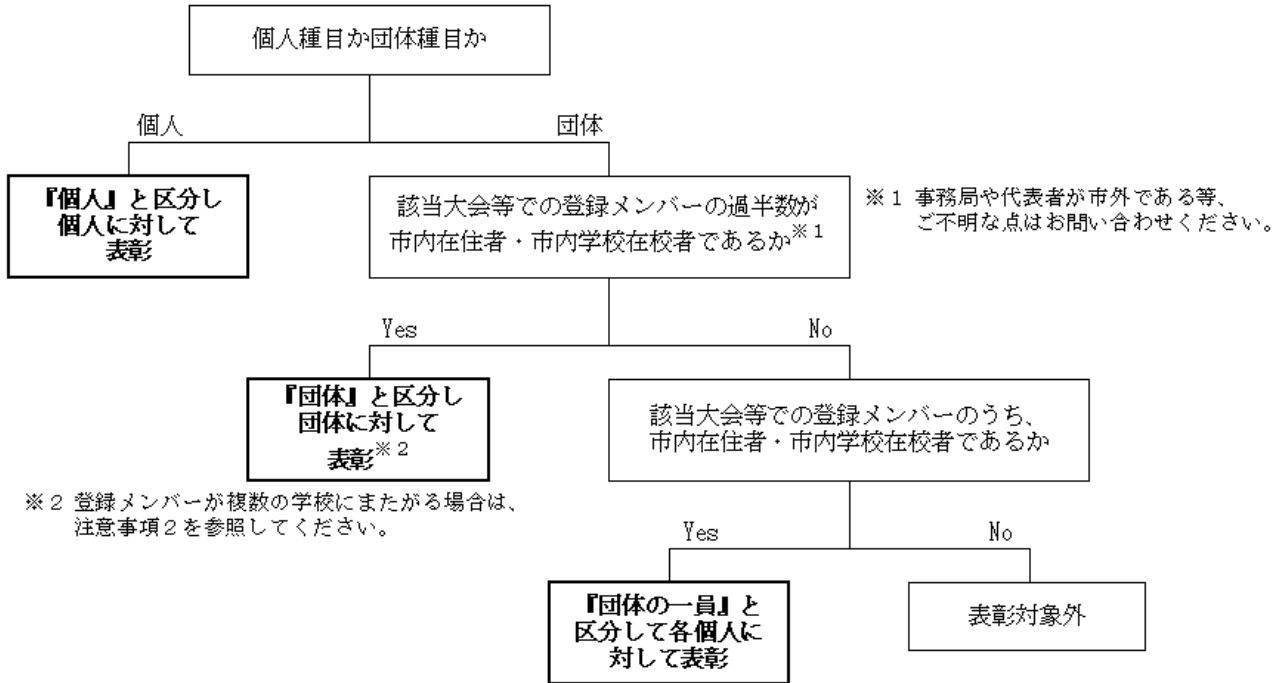 個人種目か団体種目か
個人
団体
『個人』と区分し
個人に対して
表彰
該当大会等での登録メンバーの過半数が
市内在住者・市内学校在校者であるか※1
※1 事務局や代表者が市外である等、
ご不明な点はお問い合わせください。
Yes
No
『団体』と区分し
団体に対して
表彰※2
該当大会等での登録メンバーのうち、
市内在住者・市内学校在校者であるか
※2 登録メンバーが複数の学校にまたがる場合は、
注意事項2を参照してください。
Yes
No
『団体の一員』と
区分して各個人に
対して表彰
表彰対象外